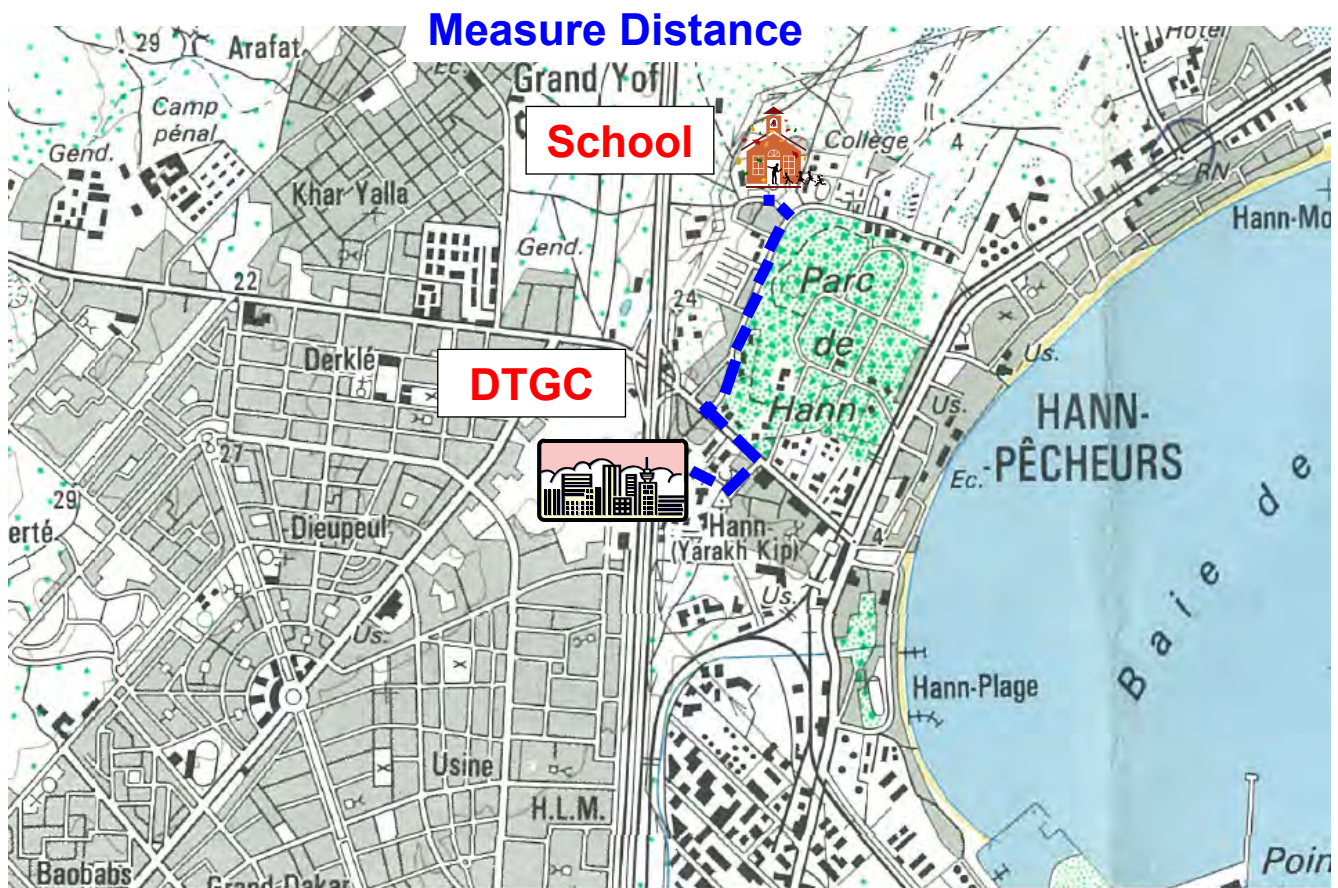 Measure Distance
29
Arafat
Ec.
Grand Yof
Hôtel
Camp
pénal
Gend.
School
College
4
RN
Khar Yalla
Hann-Mo
Gend.
22
24
Parc
de
Hann
Derklé
DTGC
Us.
Us.
HANN-
PÊCHEURS
Ec.
27
29
erté
Dieupeul
Hann
(Yarakh Kip)
4
Us.
Us.
Baie de
Hann-Plage
Usine
H.L.M.
Baobabs
Grand-Dakar
Poin